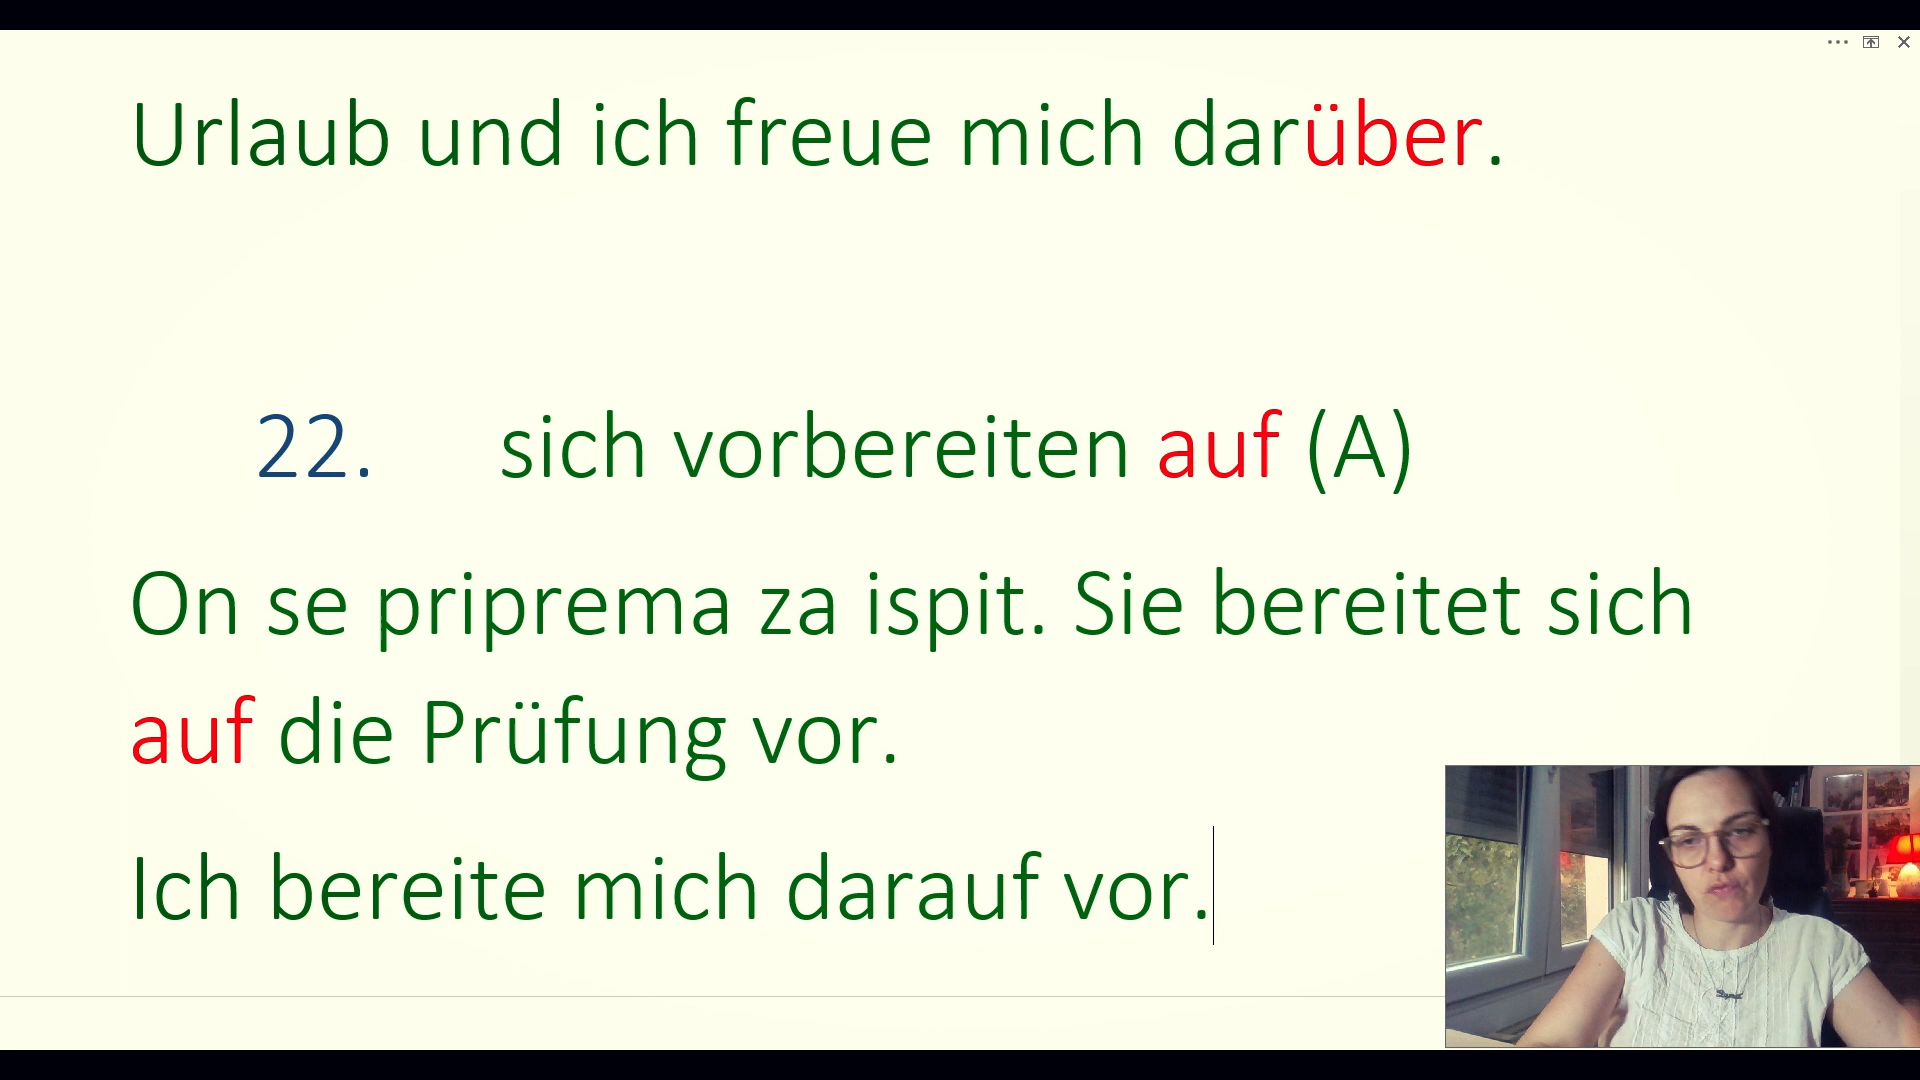 Urlaub und ich freue mich darüber.
22. sich vorbereiten auf (A)
On se priprema za ispit. Sie bereitet sich
auf die Prüfung vor.
Ich bereite mich darauf vor.